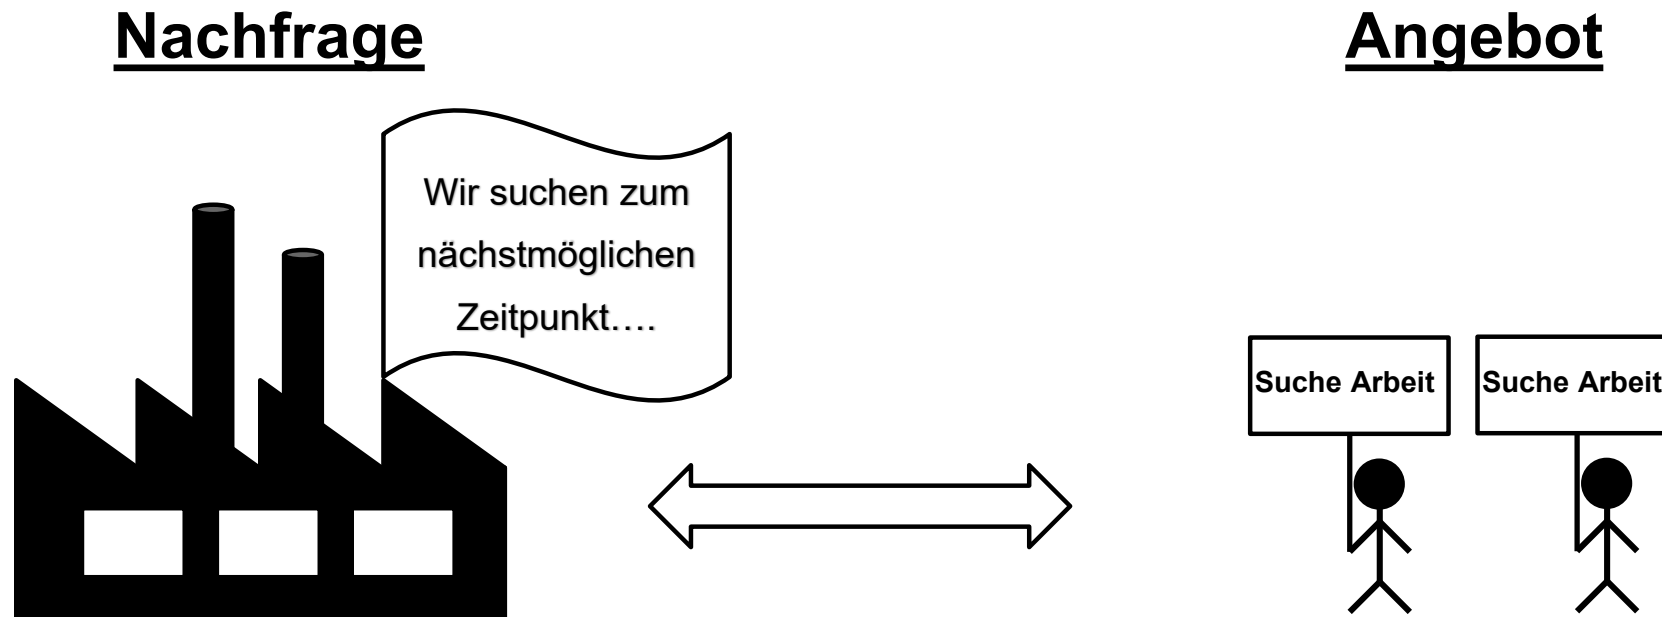 Nachfrage
Angebot
Wir suchen zum
nächstmöglichen
Zeitpunkt….
Suche Arbeit
Suche Arbeit